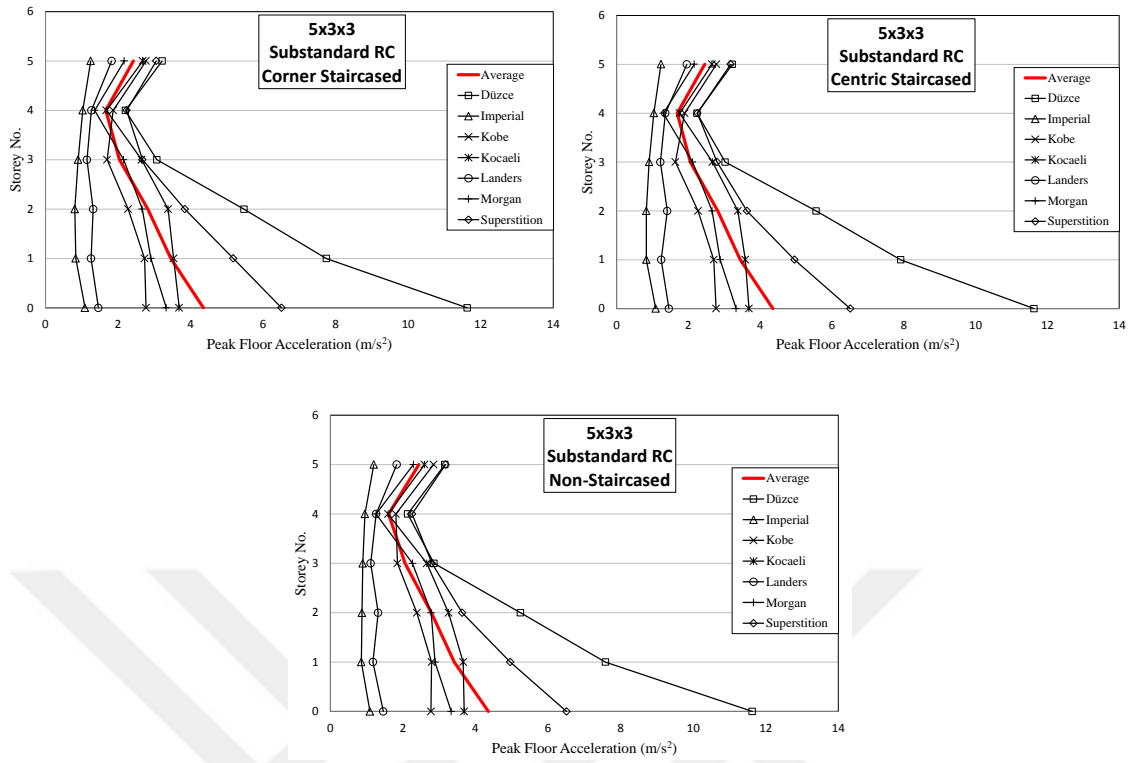 5x3x3
Substandard RC
Corner Staircased
6
5
4
3
2
1
0
Storey No.
0 2 4 6 8 10 12 14
Peak Floor Acceleration (m/s²)
Average
Düzce
Imperial
Kobe
Kocaeli
Landers
Morgan
Superstition
5x3x3
Substandard RC
Centric Staircased
6
5
4
3
2
1
0
Storey No.
0 2 4 6 8 10 12 14
Peak Floor Acceleration (m/s²)
Average
Düzce
Imperial
Kobe
Kocaeli
Landers
Morgan
Superstition
5x3x3
Substandard RC
Non-Staircased
6
5
4
3
2
1
0
Storey No.
0 2 4 6 8 10 12 14
Peak Floor Acceleration (m/s²)
Average
Düzce
Imperial
Kobe
Kocaeli
Landers
Morgan
Superstition